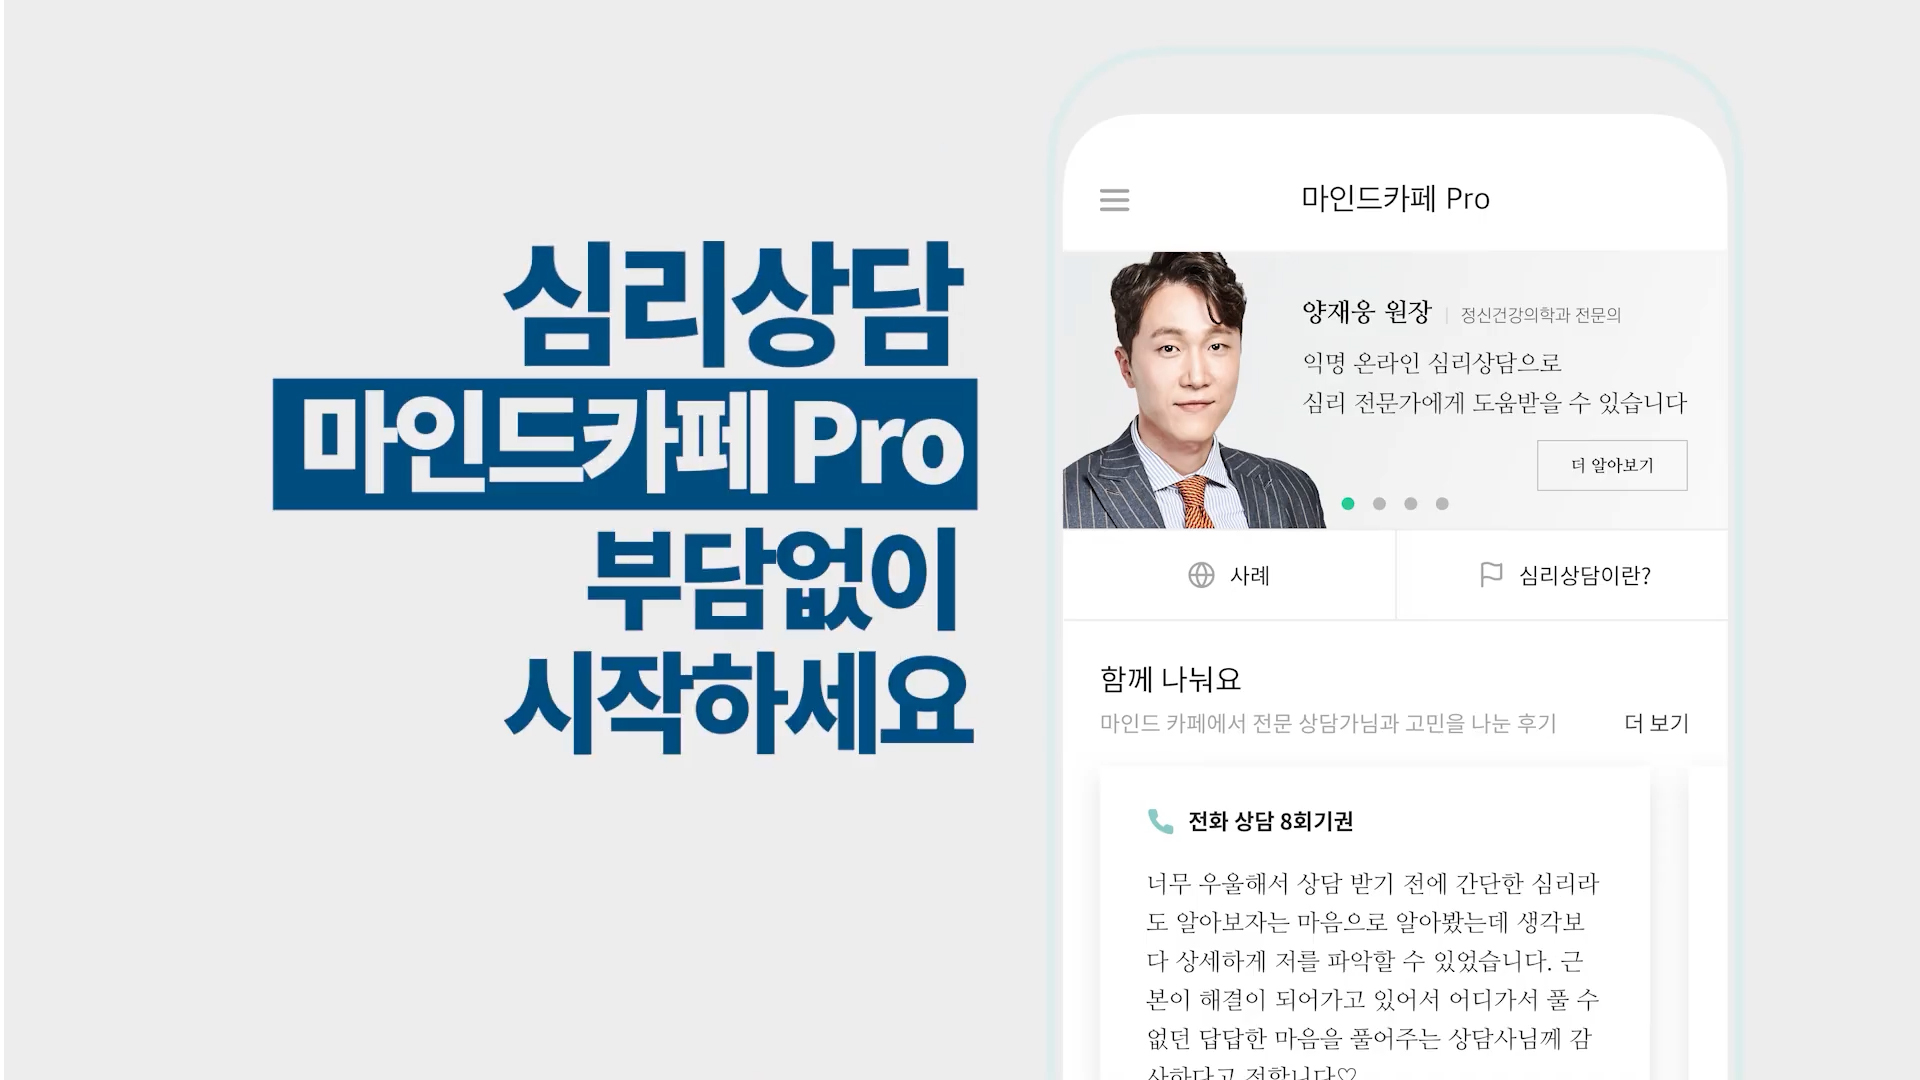 심리상담
마인드카페 Pro
부담없이
시작하세요
마인드카페 Pro
양재웅 원장 | 정신건강의학과 전문의
익명 온라인 심리상담으로
심리 전문가에게 도움받을 수 있습니다
더 알아보기
사례
심리상담이란?
함께 나눠요
마인드 카페에서 전문 상담가님과 고민을 나눈 후기
더 보기
전화 상담 8회기권
너무 우울해서 상담 받기 전에 간단한 심리라
도 알아보자는 마음으로 알아봤는데 생각보
다 상세하게 저를 파악할 수 있었습니다. 근
본이 해결이 되어가고 있어서 어디가서 풀 수
없던 답답한 마음을 풀어주는 상담사님께 감
사하다고 전합니다♡